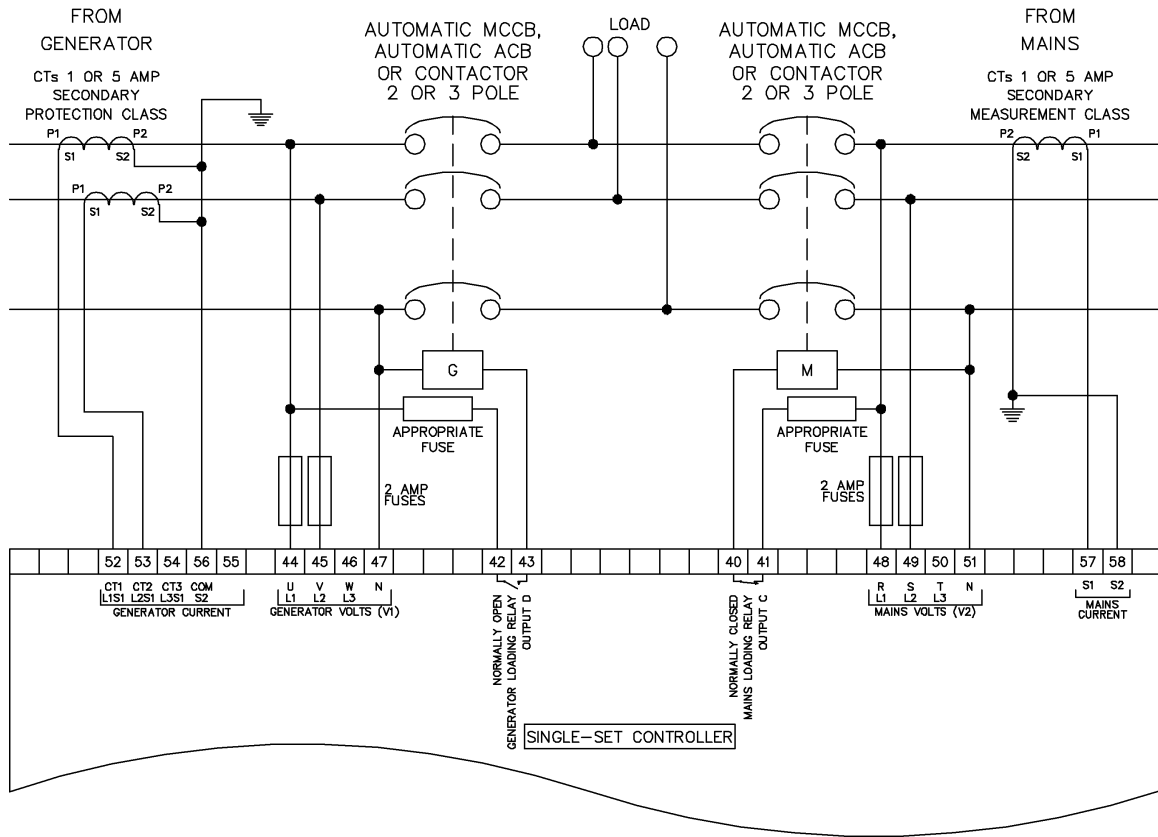 FROM
GENERATOR
CTs 1 OR 5 AMP
SECONDARY
PROTECTION CLASS
AUTOMATIC MCCB,
AUTOMATIC ACB
OR CONTACTOR
2 OR 3 POLE
LOAD
AUTOMATIC MCCB,
AUTOMATIC ACB
OR CONTACTOR
2 OR 3 POLE
FROM
MAINS
CTs 1 OR 5 AMP
SECONDARY
MEASUREMENT CLASS
P1 P2
S1 S2
P1 P2
S1 S2
P2 P1
S2 S1
G
M
APPROPRIATE
FUSE
APPROPRIATE
FUSE
2 AMP
FUSES
2 AMP
FUSES
52 53 54 56 55 44 45 46 47 42 43 40 41 48 49 50 51 57 58
CT1 CT2 CT3 COM
L1S1 L2S1 L3S1 S2
GENERATOR CURRENT
U V W N
L1 L2 L3
GENERATOR VOLTS (V1)
NORMALLY OPEN
GENERATOR LOADING RELAY
OUTPUT D
NORMALLY CLOSED
MAINS LOADING RELAY
OUTPUT C
R S T N
L1 L2 L3
MAINS VOLTS (V2)
S1 S2
MAINS
CURRENT
SINGLE-SET CONTROLLER